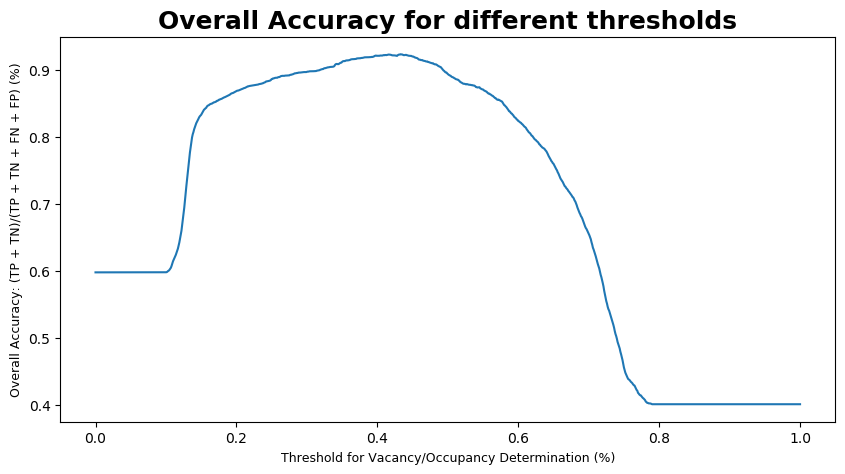 Overall Accuracy for different thresholds
Overall Accuracy: (TP + TN)/(TP + TN + FN + FP) (%)
0.9
0.8
0.7
0.6
0.5
0.4
0.0 0.2 0.4 0.6 0.8 1.0
Threshold for Vacancy/Occupancy Determination (%)